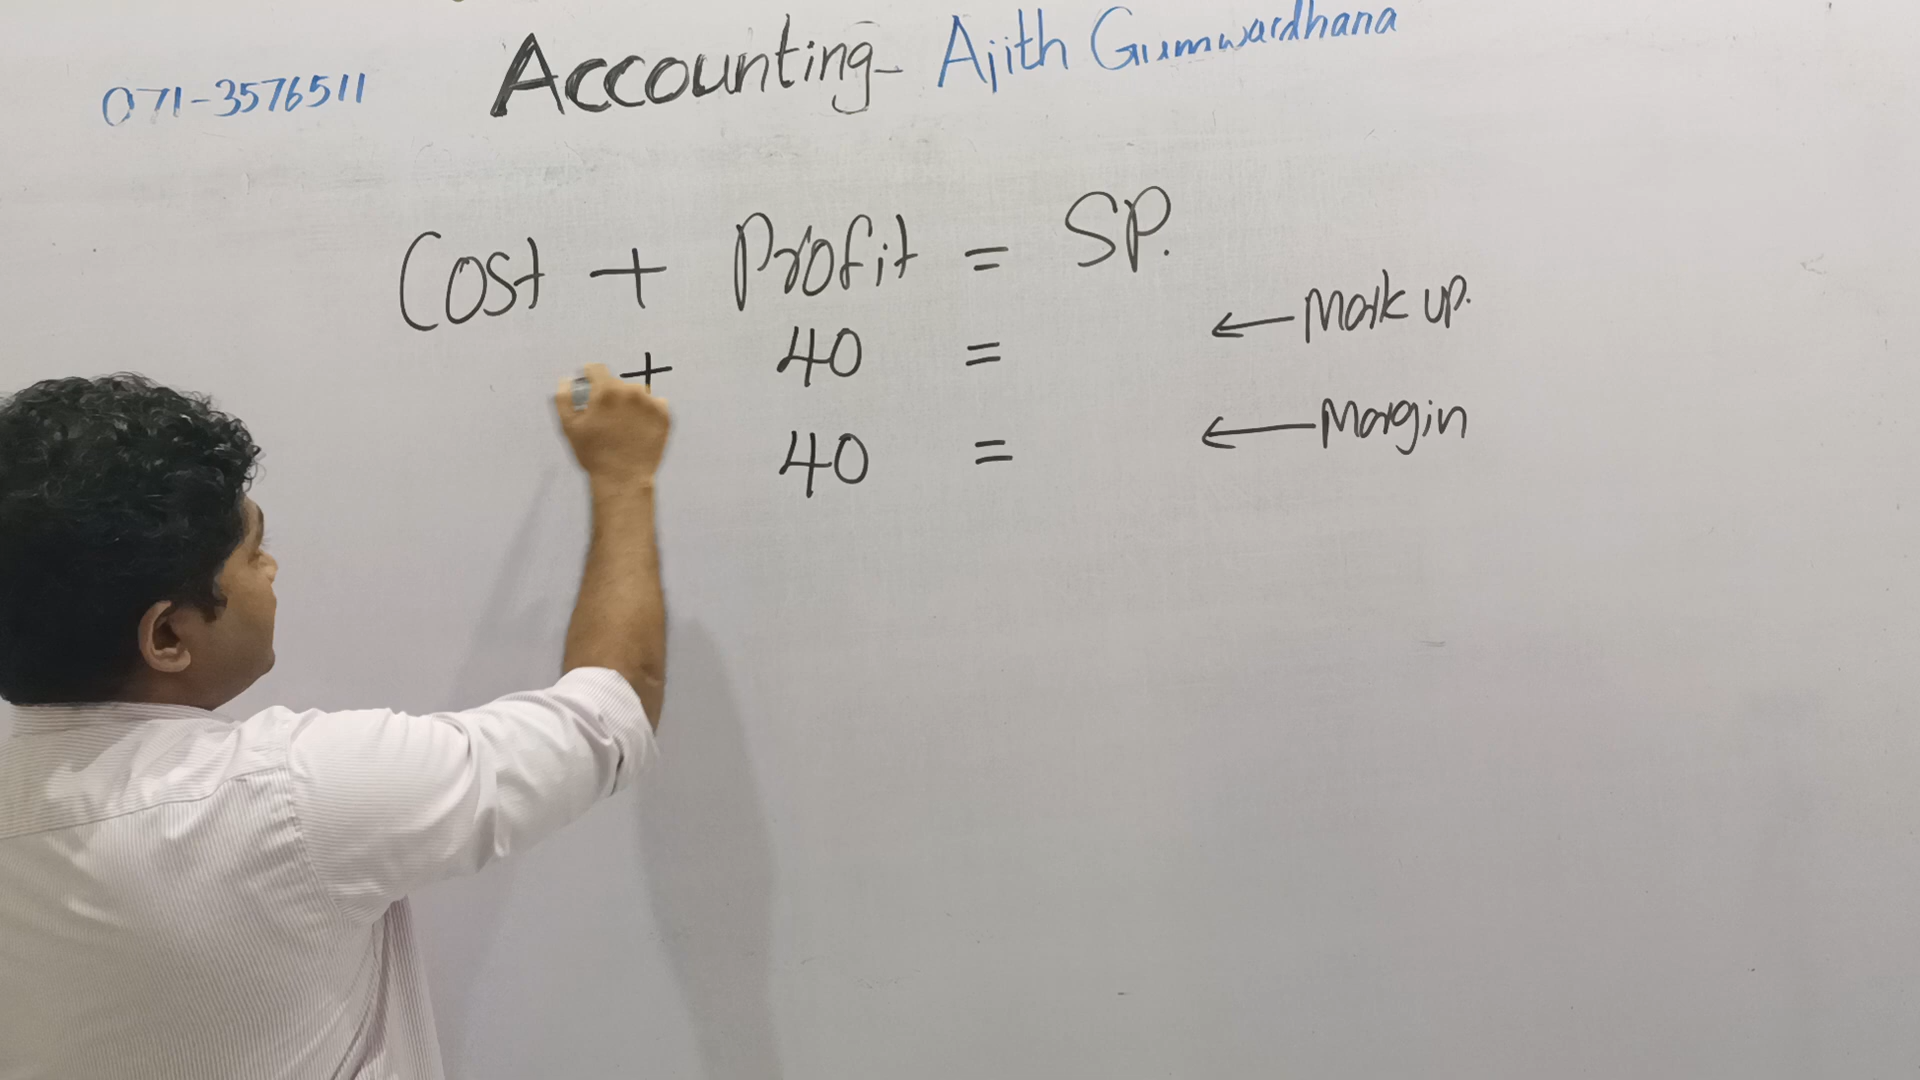 071-3576511 Accounting- Ajith Gunawardhana
Cost + Profit = SP.
+ 40 = ← Mark up.
40 = ← Margin